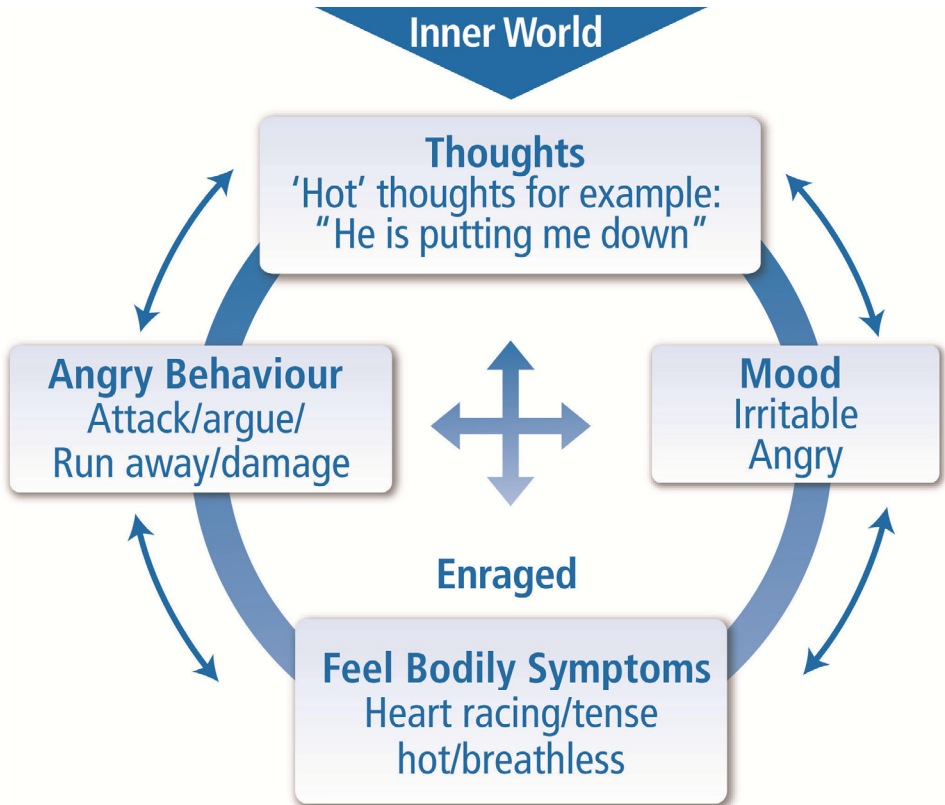 Inner World
Thoughts
‘Hot’ thoughts for example:
“He is putting me down”
Angry Behaviour
Attack/argue/
Run away/damage
Mood
Irritable
Angry
Enraged
Feel Bodily Symptoms
Heart racing/tense
hot/breathless